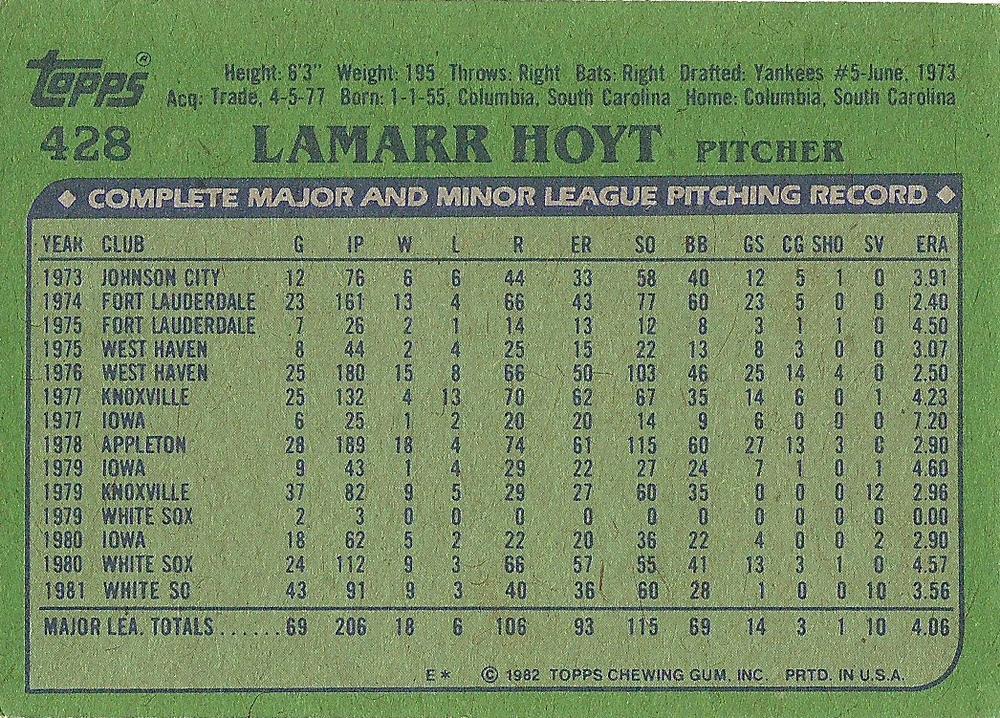 Topps®
Height: 6'3" Weight: 195 Throws: Right Bats: Right Drafted: Yankees #5-June, 1973
Acq: Trade, 4-5-77 Born: 1-1-55, Columbia, South Carolina Home: Columbia, South Carolina
428 LAMARR HOYT PITCHER
◆ COMPLETE MAJOR AND MINOR LEAGUE PITCHING RECORD ◆
YEAR CLUB G IP W L R ER SO BB GS CG SHO SV ERA
1973 JOHNSON CITY 12 76 6 6 44 33 58 40 12 5 1 0 3.91
1974 FORT LAUDERDALE 23 161 13 4 66 43 77 60 23 5 0 0 2.40
1975 FORT LAUDERDALE 7 26 2 1 14 13 12 8 3 1 1 0 4.50
1975 WEST HAVEN 8 44 2 4 25 15 22 13 8 3 0 0 3.07
1976 WEST HAVEN 25 180 15 8 66 50 103 46 25 14 4 0 2.50
1977 KNOXVILLE 25 132 4 13 70 62 67 35 14 6 0 1 4.23
1977 IOWA 6 25 1 2 20 20 14 9 6 0 0 0 7.20
1978 APPLETON 28 189 18 4 74 61 115 60 27 13 3 0 2.90
1979 IOWA 9 43 1 4 29 22 27 24 7 1 0 1 4.60
1979 KNOXVILLE 37 82 9 5 29 27 60 35 0 0 0 12 2.96
1979 WHITE SOX 2 3 0 0 0 0 0 0 0 0 0 0 0.00
1980 IOWA 18 62 5 2 22 20 36 22 4 0 0 2 2.90
1980 WHITE SOX 24 112 9 3 66 57 55 41 13 3 1 0 4.57
1981 WHITE SO 43 91 9 3 40 36 60 28 1 0 0 10 3.56
MAJOR LEA. TOTALS......69 206 18 6 106 93 115 69 14 3 1 10 4.06
E* © 1982 TOPPS CHEWING GUM, INC. PRTD. IN U.S.A.